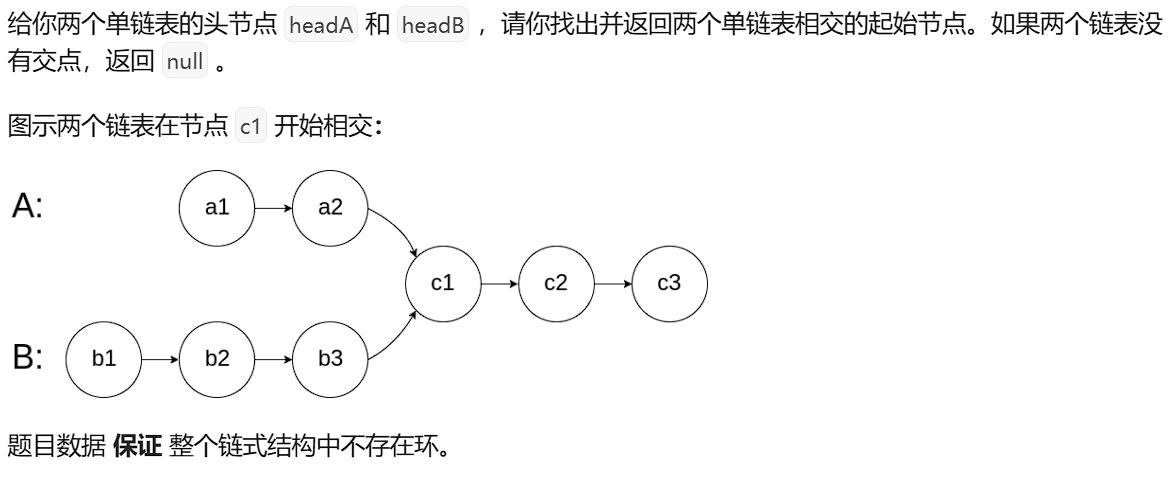 给你两个单链表的头节点 headA 和 headB ，请你找出并返回两个单链表相交的起始节点。如果两个链表没
有交点，返回 null 。
图示两个链表在节点 c1 开始相交：
A: a1 a2
c1 c2 c3
B: b1 b2 b3
题目数据 保证 整个链式结构中不存在环。